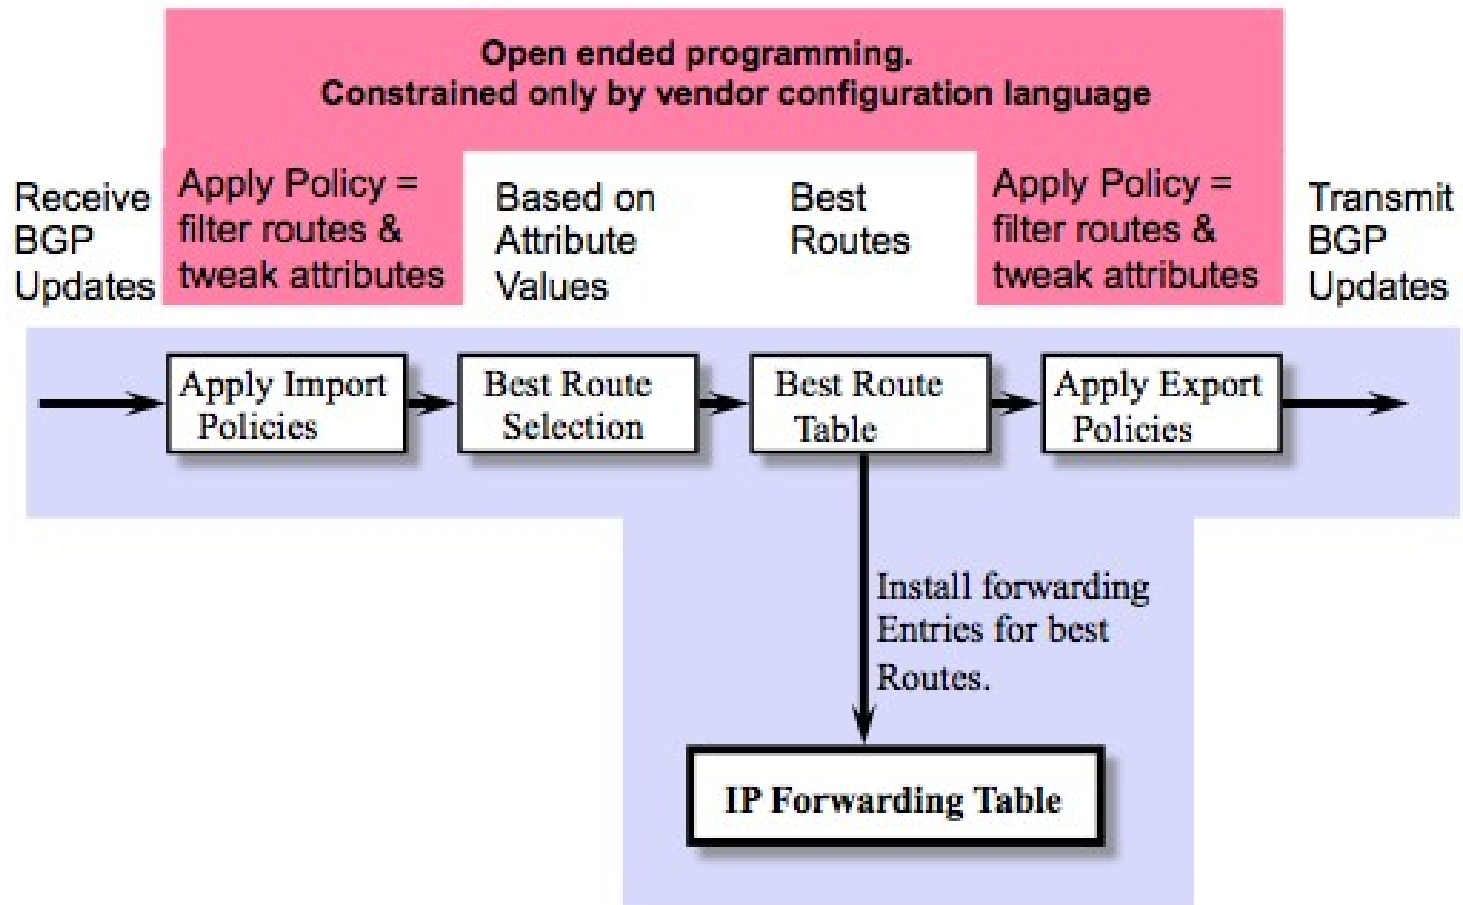 Open ended programming.
Constrained only by vendor configuration language
Receive
BGP
Updates
Apply Policy =
filter routes &
tweak attributes
Based on
Attribute
Values
Best
Routes
Apply Policy =
filter routes &
tweak attributes
Transmit
BGP
Updates
Apply Import
Policies
Best Route
Selection
Best Route
Table
Apply Export
Policies
Install forwarding
Entries for best
Routes.
IP Forwarding Table